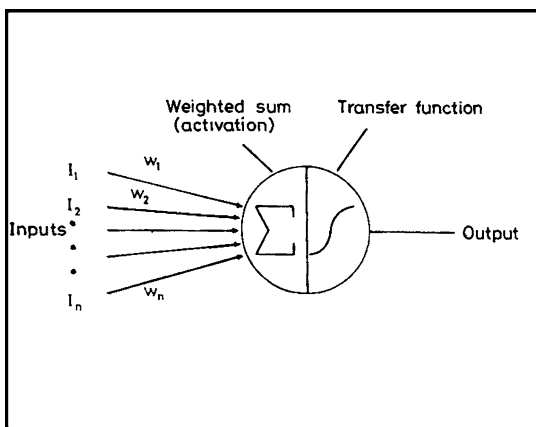 Weighted sum
(activation)
Transfer function
I₁
w₁
I₂
w₂
Inputs
Iₙ
wₙ
Σ
Output